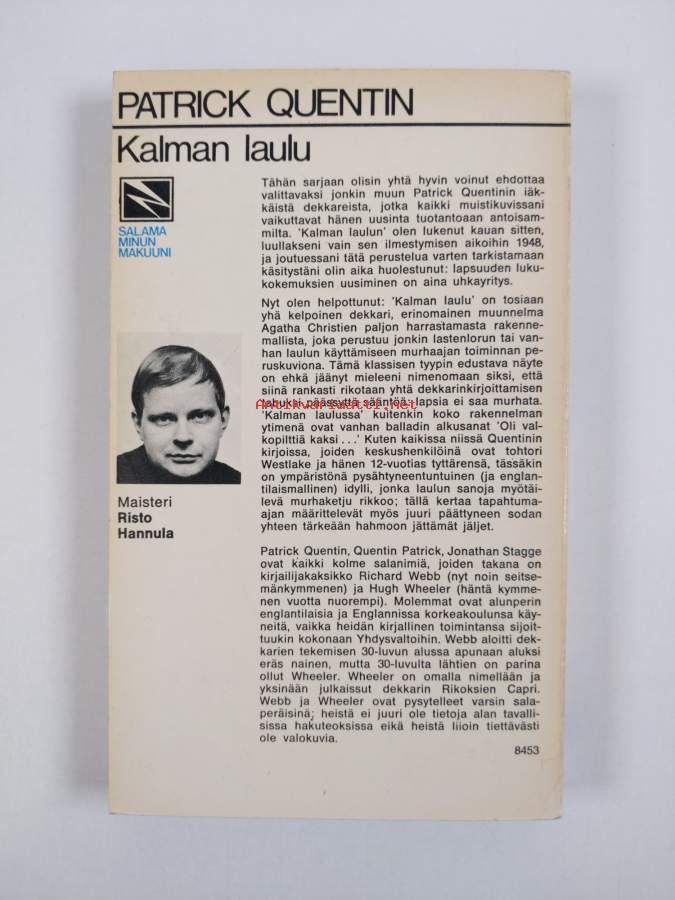 PATRICK QUENTIN
Kalman laulu
SALAMA
MINUN
MAKUUNI
Tähän sarjaan olisin yhtä hyvin voinut ehdottaa
valittavaksi jonkin muun Patrick Quentinin iäk-
käistä dekkareista, jotka kaikki muistikuvissani
vaikuttavat hänen uusinta tuotantoaan antoisam-
milta. 'Kalman laulun' olen lukenut kauan sitten,
luullakseni vain sen ilmestymisen aikoihin 1948,
ja joutuessani tätä perustelua varten tarkistamaan
käsitystäni olin aika huolestunut: lapsuuden luku-
kokemuksien uusiminen on aina uhkayritys.
Nyt olen helpottunut: 'Kalman laulu' on tosiaan
yhä kelpoinen dekkari, erinomainen muunnelma
Agatha Christien paljon harrastamasta rakenne-
mallista, joka perustuu jonkin lastenlorun tai van-
han laulun käyttämiseen murhaajan toiminnan pe-
ruskuviona. Tämä klassisen tyypin edustava näyte
on ehkä jäänyt mieleeni nimenomaan siksi, että
siinä rankasti rikotaan yhtä dekkarinkirjoittamisen
tabuksi päässyttä sääntöä: lapsia ei saa murhata.
'Kalman laulussa' kuitenkin koko rakennelman
ytimenä ovat vanhan balladin alkusanat 'Oli val-
kopilttiä kaksi...' Kuten kaikissa niissä Quentinin
kirjoissa, joiden keskushenkilöinä ovat tohtori
Westlake ja hänen 12-vuotias tyttärensä, tässäkin
on ympäristönä pysähtyneentuntuinen (ja englan-
tilaismallinen) idylli, jonka laulun sanoja myötäi-
levä murhaketju rikkoo; tällä kertaa tapahtuma-
ajan määrittelevät myös juuri päättyneen sodan
yhteen tärkeään hahmoon jättämät jäljet.
Antikvariaatti.net
Maisteri
Risto
Hannula
Patrick Quentin, Quentin Patrick, Jonathan Stagge
ovat kaikki kolme salanimiä, joiden takana on
kirjailijakaksikko Richard Webb (nyt noin seitse-
mänkymmenen) ja Hugh Wheeler (häntä kymme-
nen vuotta nuorempi). Molemmat ovat alunperin
englantilaisia ja Englannissa korkeakoulunsa käy-
neitä, vaikka heidän kirjallinen toimintansa sijoit-
tuukin kokonaan Yhdysvaltoihin. Webb aloitti dek-
karien tekemisen 30-luvun alussa apunaan aluksi
eräs nainen, mutta 30-luvulta lähtien on parina
ollut Wheeler. Wheeler on omalla nimellään ja
yksinään julkaissut dekkarin Rikoksien Capri.
Webb ja Wheeler ovat pysytelleet varsin sala-
peräisinä; heistä ei juuri ole tietoja alan tavalli-
sissa hakuteoksissa eikä heistä liioin tiettävästi
ole valokuvia.
8453